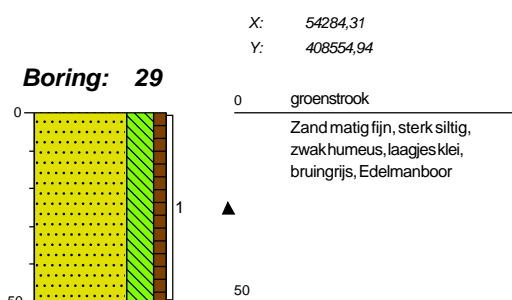 X: 54284,31
Y: 408554,94
Boring: 29
0
0 groenstrook
Zand matig fijn, sterk siltig,
zwak humeus, laagjes klei,
bruingrijs, Edelmanboor
1
50
50